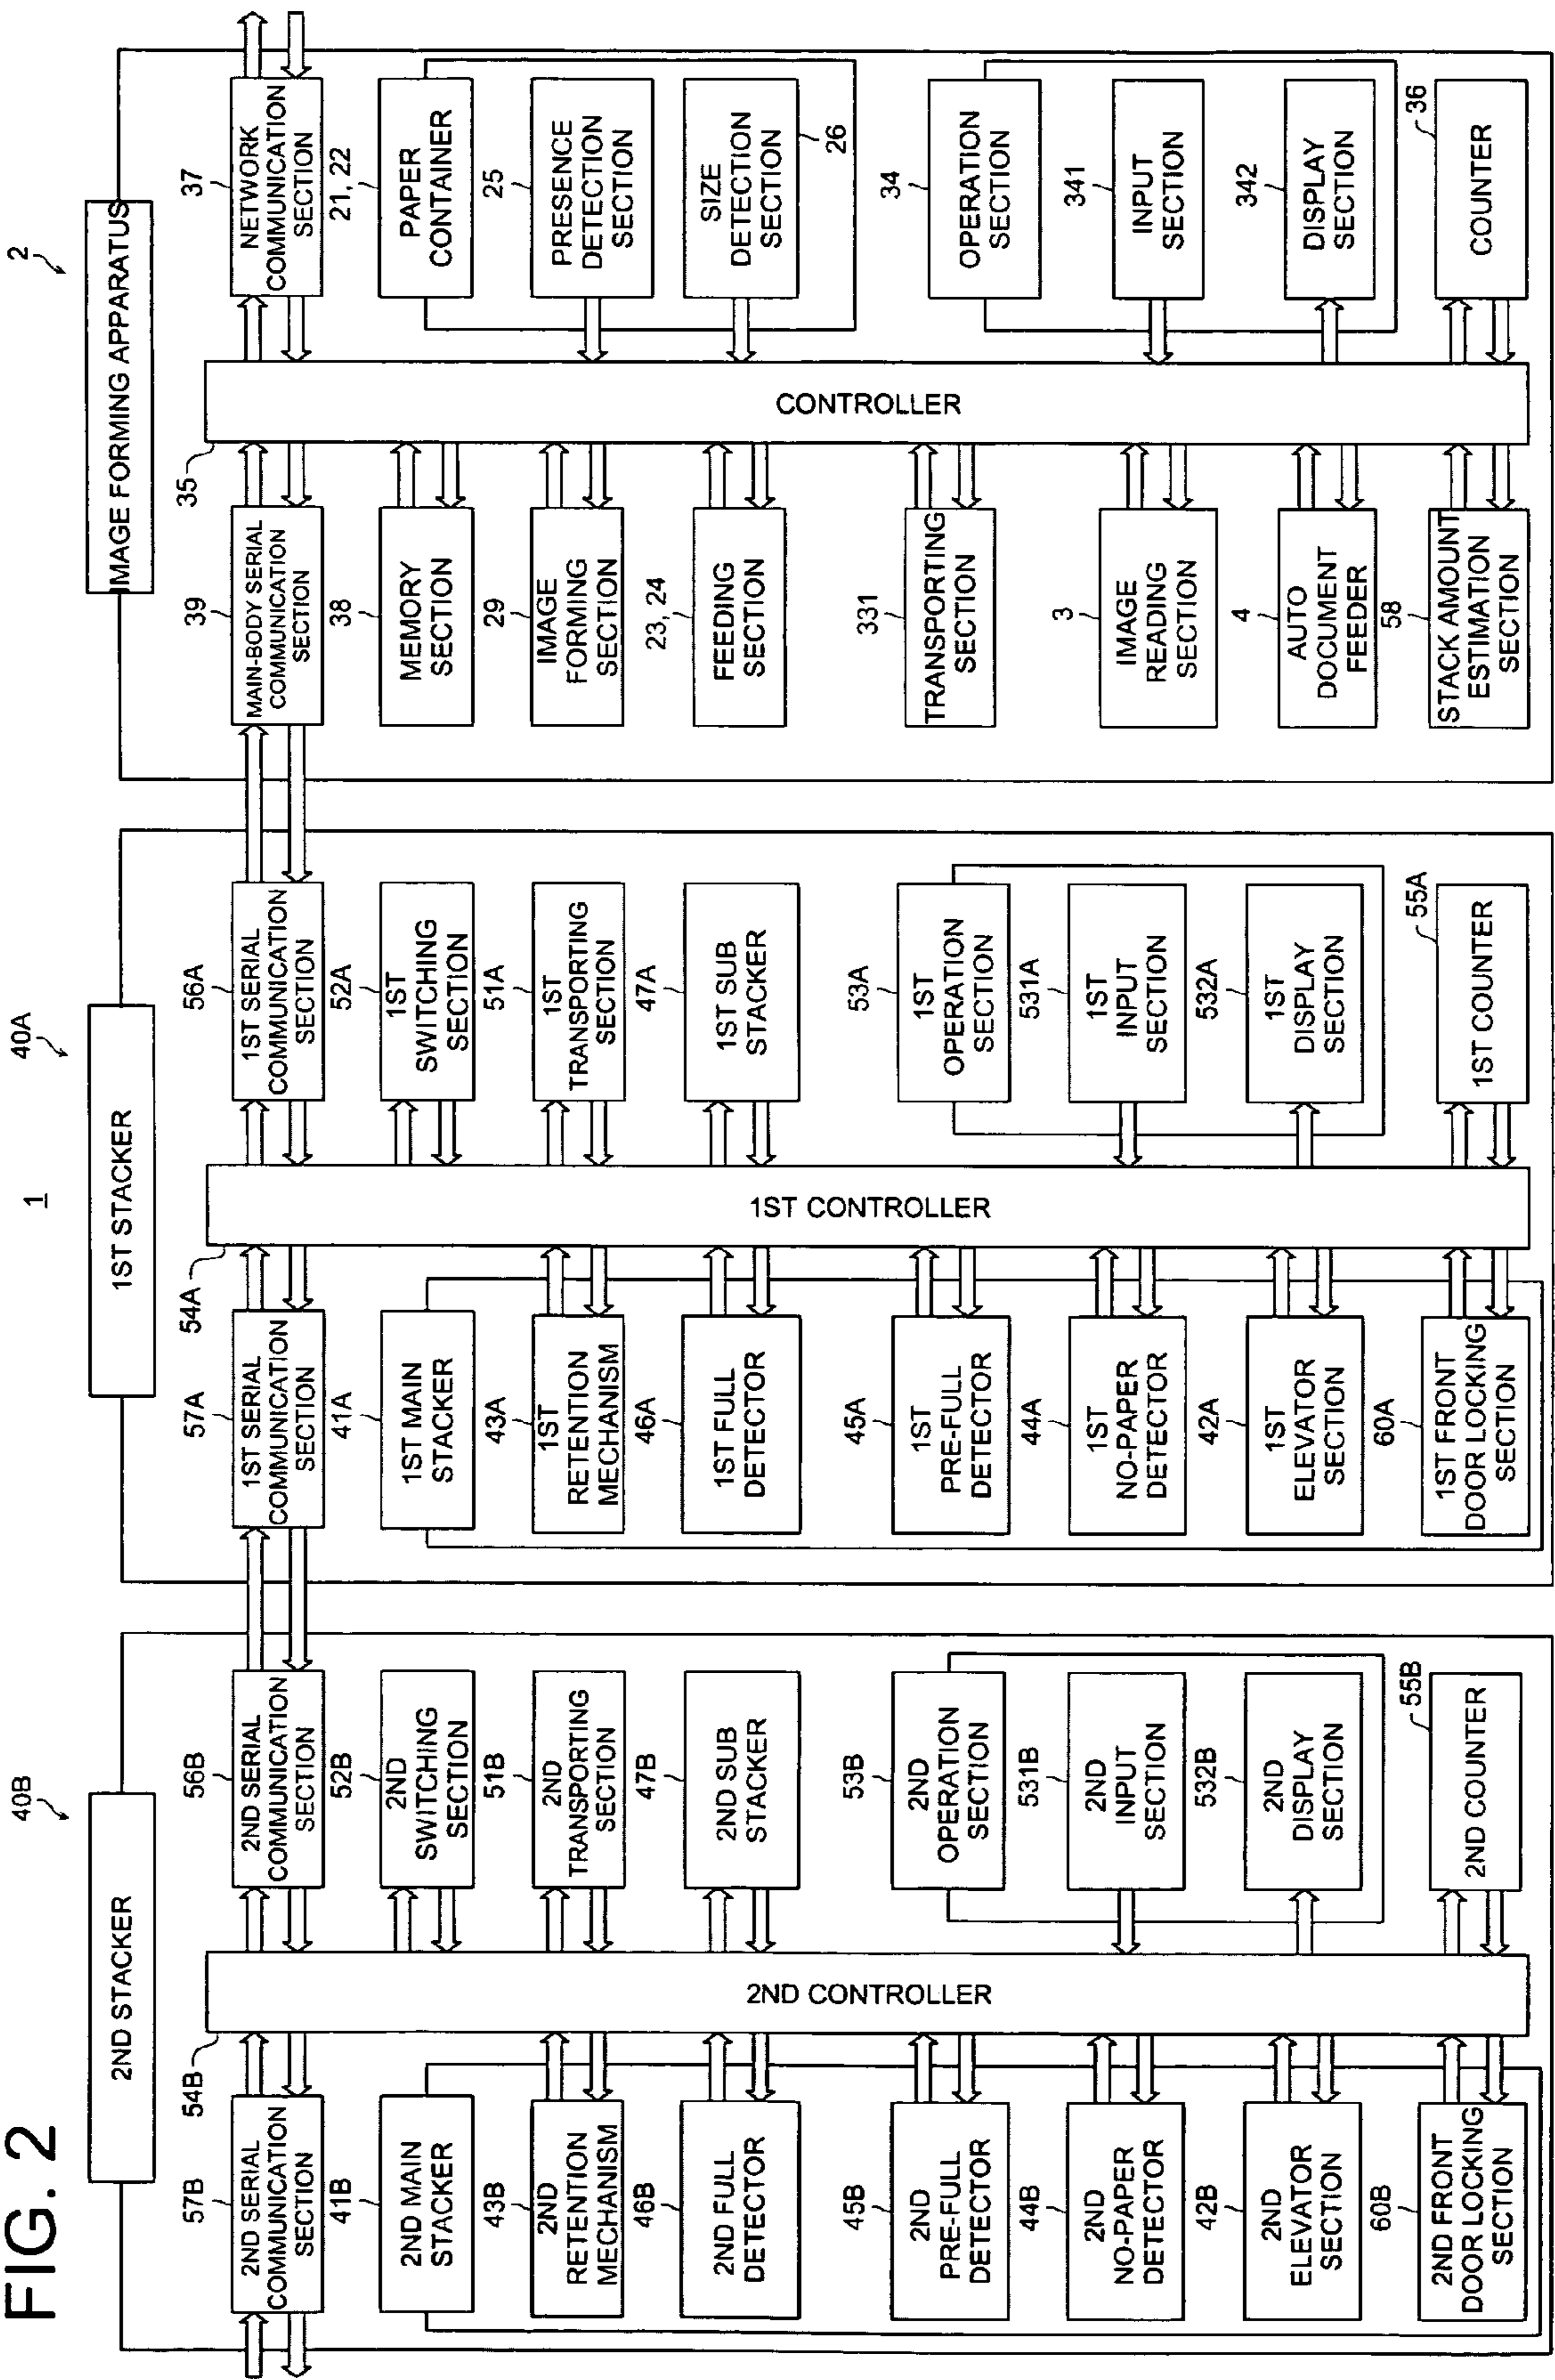 FIG. 2
1
40B
2ND STACKER
57B
2ND SERIAL
COMMUNICATION
SECTION
54B
56B
2ND SERIAL
COMMUNICATION
SECTION
41B
2ND MAIN
STACKER
52B
2ND
SWITCHING
SECTION
43B
2ND
RETENTION
MECHANISM
51B
2ND
TRANSPORTING
SECTION
46B
2ND FULL
DETECTOR
47B
2ND SUB
STACKER
2ND CONTROLLER
45B
2ND
PRE-FULL
DETECTOR
53B
2ND
OPERATION
SECTION
44B
2ND
NO-PAPER
DETECTOR
531B
2ND
INPUT
SECTION
42B
2ND
ELEVATOR
SECTION
532B
2ND
DISPLAY
SECTION
60B
2ND FRONT
DOOR LOCKING
SECTION
55B
2ND COUNTER
40A
1ST STACKER
57A
1ST SERIAL
COMMUNICATION
SECTION
54A
56A
1ST SERIAL
COMMUNICATION
SECTION
41A
1ST MAIN
STACKER
52A
1ST
SWITCHING
SECTION
43A
1ST
RETENTION
MECHANISM
51A
1ST
TRANSPORTING
SECTION
46A
1ST FULL
DETECTOR
47A
1ST SUB
STACKER
1ST CONTROLLER
45A
1ST
PRE-FULL
DETECTOR
53A
1ST
OPERATION
SECTION
44A
1ST
NO-PAPER
DETECTOR
531A
1ST
INPUT
SECTION
42A
1ST
ELEVATOR
SECTION
532A
1ST
DISPLAY
SECTION
60A
1ST FRONT
DOOR LOCKING
SECTION
55A
1ST COUNTER
2
IMAGE FORMING APPARATUS
39
MAIN-BODY SERIAL
COMMUNICATION
SECTION
35
37
NETWORK
COMMUNICATION
SECTION
38
MEMORY
SECTION
21, 22
PAPER
CONTAINER
29
IMAGE
FORMING
SECTION
25
PRESENCE
DETECTION
SECTION
23, 24
FEEDING
SECTION
SIZE
DETECTION
SECTION
26
CONTROLLER
331
TRANSPORTING
SECTION
34
OPERATION
SECTION
3
IMAGE
READING
SECTION
341
INPUT
SECTION
4
AUTO
DOCUMENT
FEEDER
342
DISPLAY
SECTION
58
STACK AMOUNT
ESTIMATION
SECTION
36
COUNTER